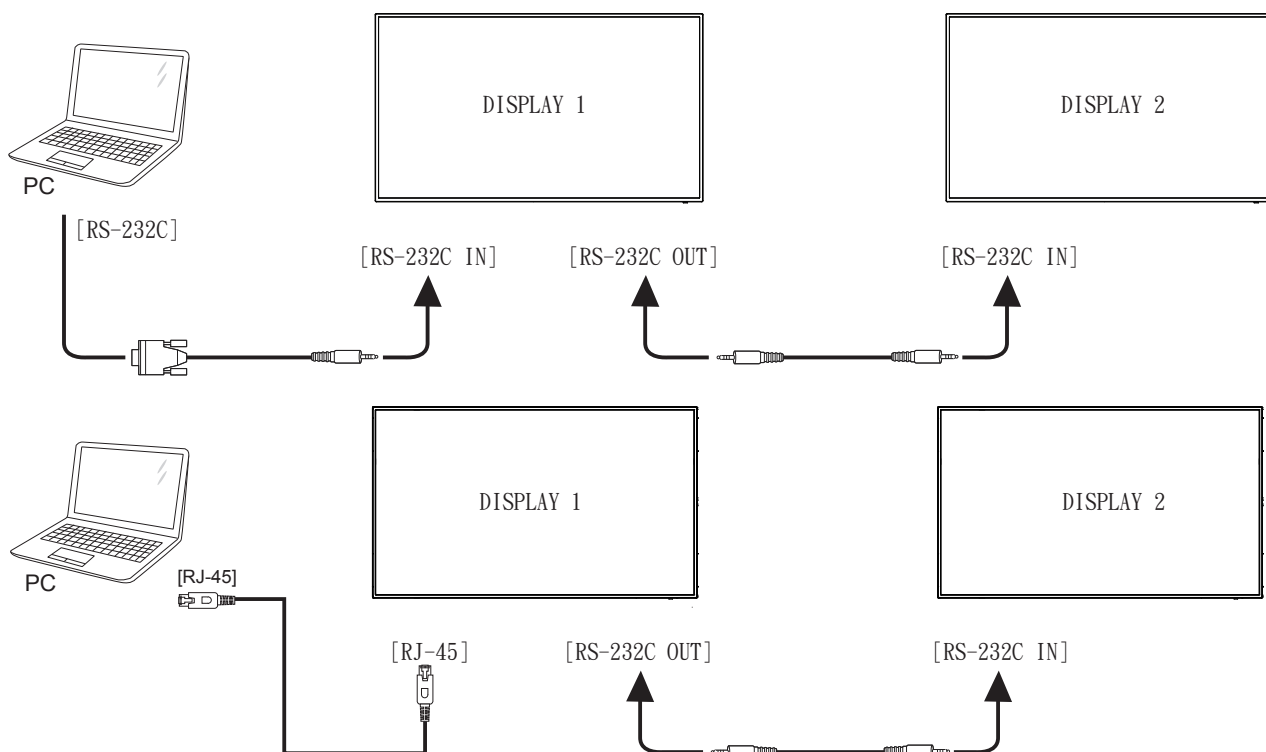 DISPLAY 1
DISPLAY 2
PC
[RS-232C]
[RS-232C IN]
[RS-232C OUT]
[RS-232C IN]
DISPLAY 1
DISPLAY 2
PC
[RJ-45]
[RJ-45]
[RS-232C OUT]
[RS-232C IN]